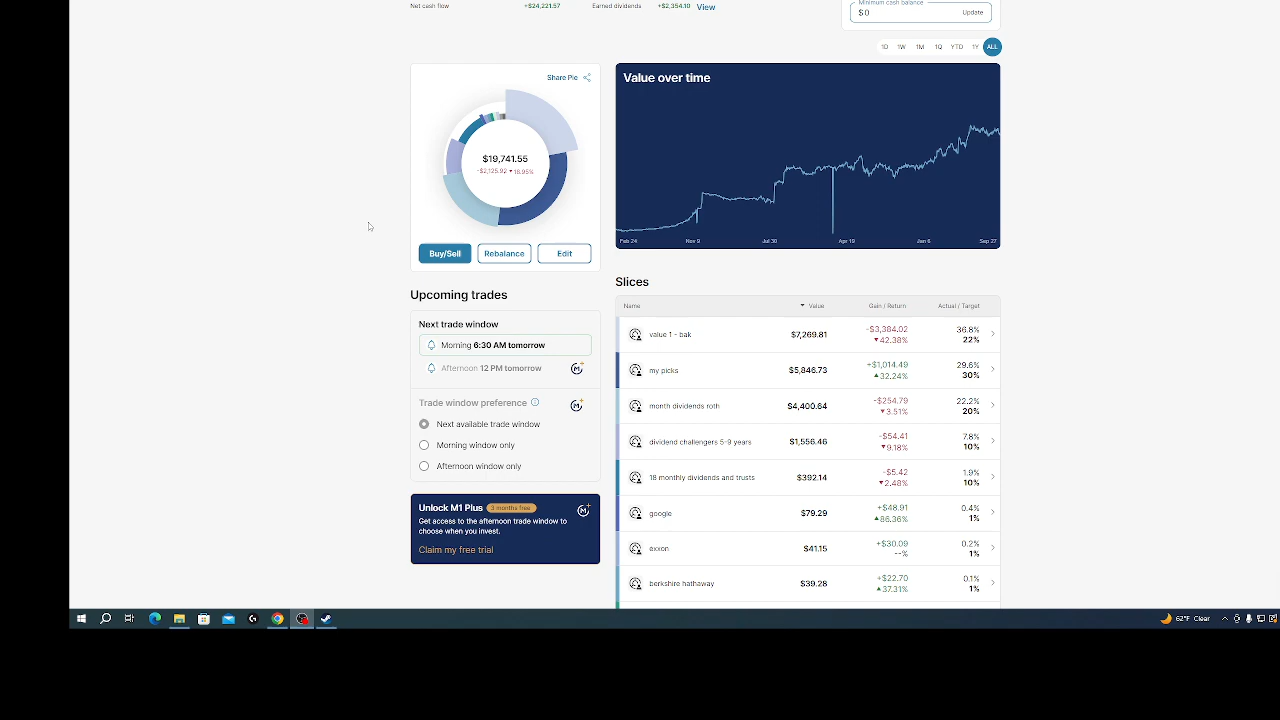 Net cash flow +$24,221.57 Earned dividends +$2,354.10 View
Minimum cash balance
$ 0 Update
1D 1W 1M 1Q YTD 1Y ALL
Share Pie
$19,741.55
-$2,125.92 ▼ 18.95%
Buy/Sell Rebalance Edit
Value over time
Feb 24 Nov 9 Jul 30 Apr 19 Jan 6 Sep 27
Upcoming trades
Next trade window
Morning 6:30 AM tomorrow
Afternoon 12 PM tomorrow
Trade window preference
Next available trade window
Morning window only
Afternoon window only
Unlock M1 Plus 3 months free
Get access to the afternoon trade window to
choose when you invest.
Claim my free trial
Slices
Name ▼ Value Gain / Return Actual / Target
value 1 - bak $7,269.81 -$3,384.02 36.8%
▼42.38% 22%
my picks $5,846.73 +$1,014.49 29.6%
▲32.24% 30%
month dividends roth $4,400.64 -$254.79 22.2%
▼3.51% 20%
dividend challengers 5-9 years $1,556.46 -$54.41 7.8%
▼9.18% 10%
18 monthly dividends and trusts $392.14 -$5.42 1.9%
▼2.48% 10%
google $79.29 +$48.91 0.4%
▲86.36% 1%
exxon $41.15 +$30.09 0.2%
--% 1%
berkshire hathaway $39.28 +$22.70 0.1%
▲37.31% 1%
62°F Clear